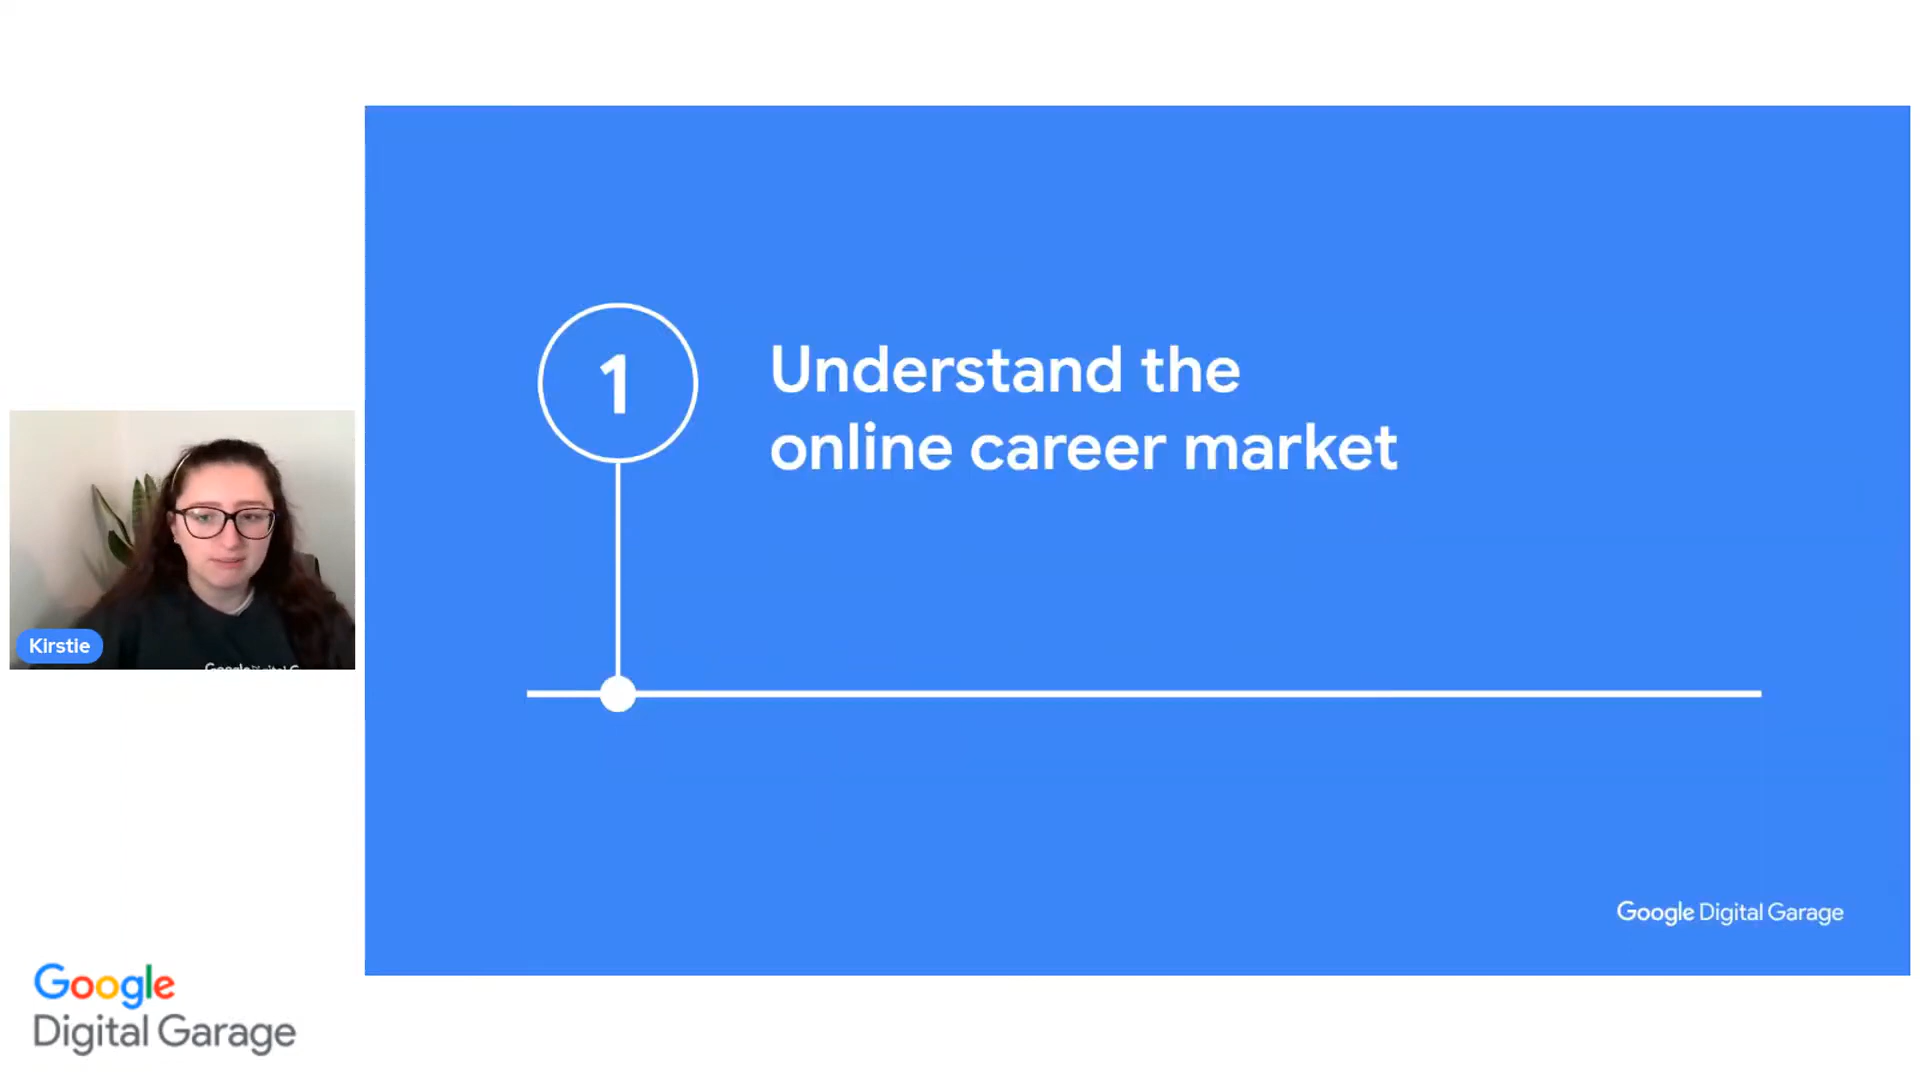 1
Understand the
online career market
Kirstie
Google Digital Garage
Google
Digital Garage